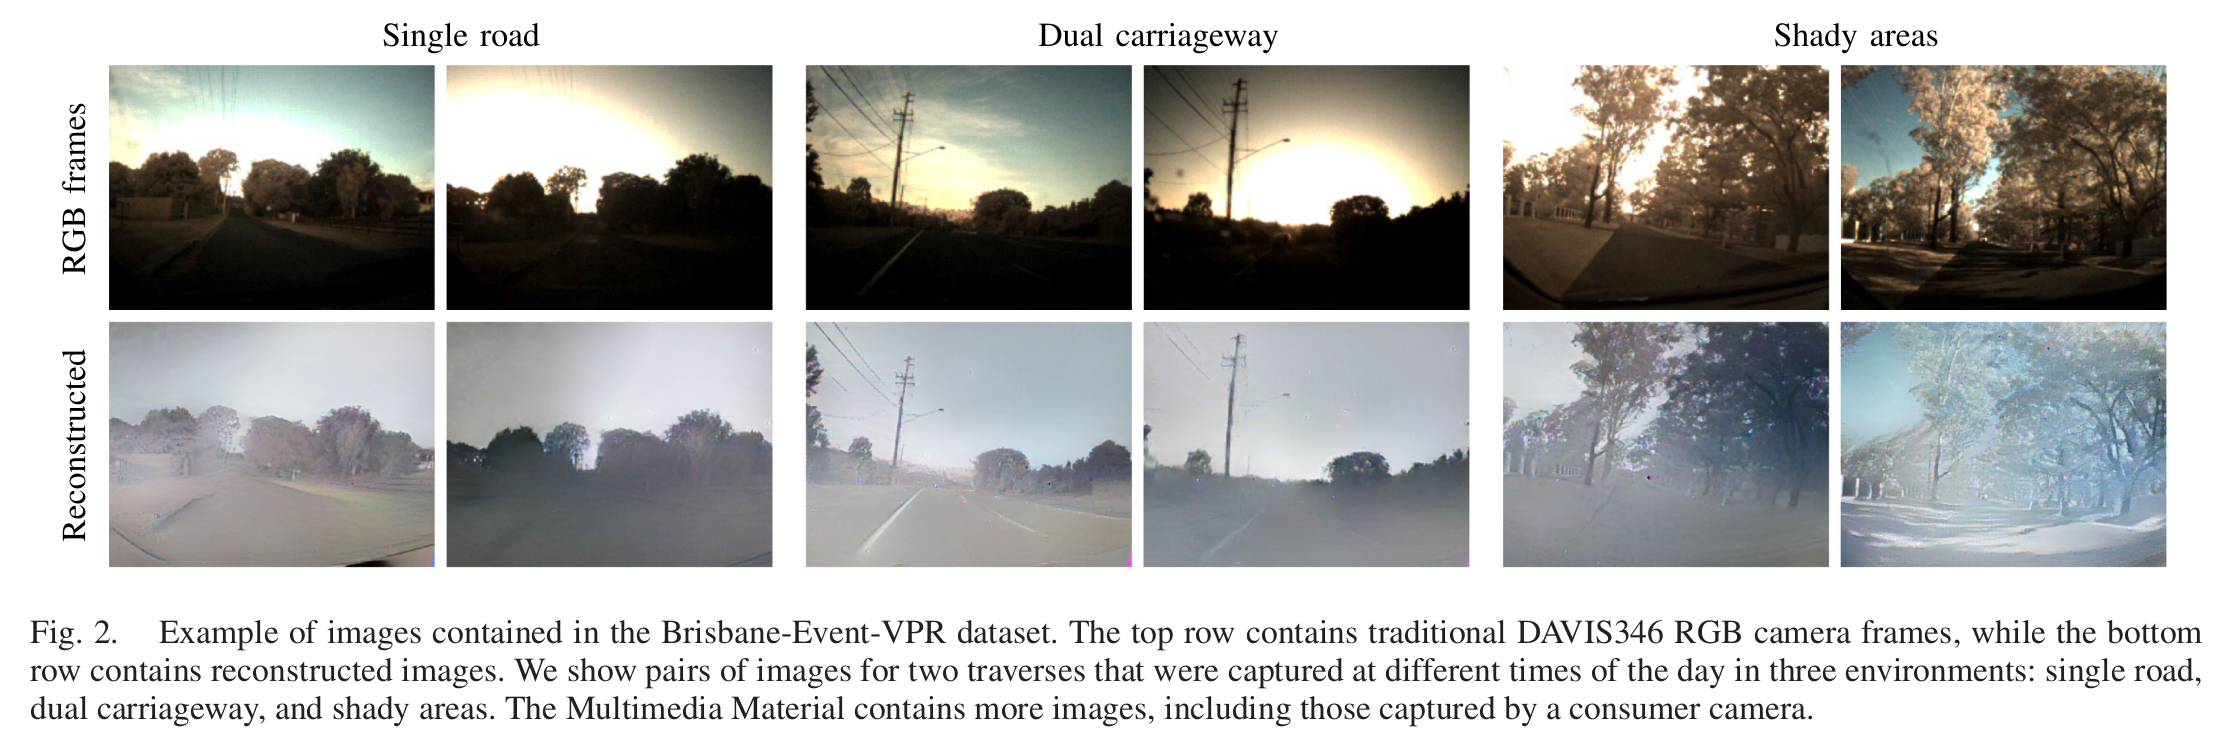 Single road
Dual carriageway
Shady areas
RGB frames
Reconstructed
Fig. 2. Example of images contained in the Brisbane-Event-VPR dataset. The top row contains traditional DAVIS346 RGB camera frames, while the bottom
row contains reconstructed images. We show pairs of images for two traverses that were captured at different times of the day in three environments: single road,
dual carriageway, and shady areas. The Multimedia Material contains more images, including those captured by a consumer camera.